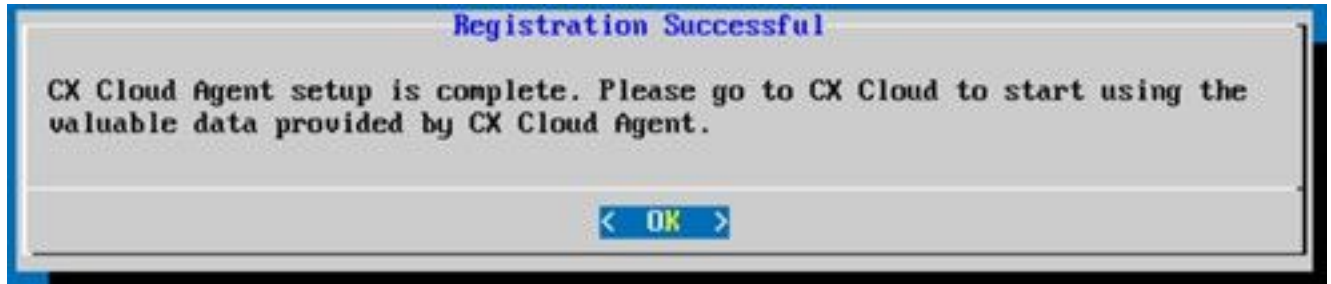 Registration Successful
CX Cloud Agent setup is complete. Please go to CX Cloud to start using the
valuable data provided by CX Cloud Agent.
< OK >